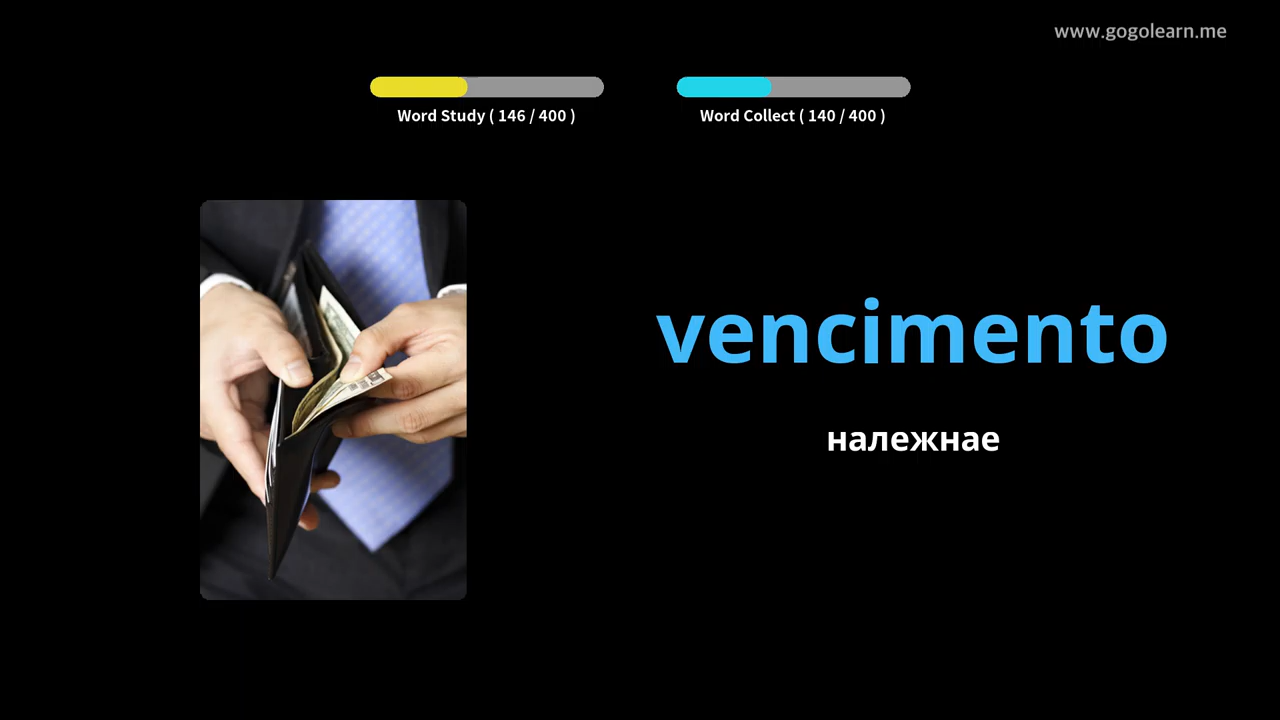 www.gogolearn.me
Word Study ( 146 / 400 )
Word Collect ( 140 / 400 )
vencimento
належнае